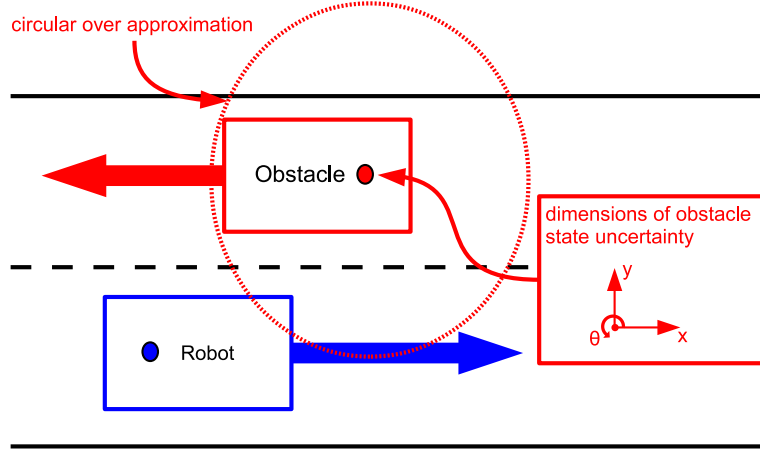 circular over approximation
Obstacle
dimensions of obstacle
state uncertainty
y
θ
x
Robot